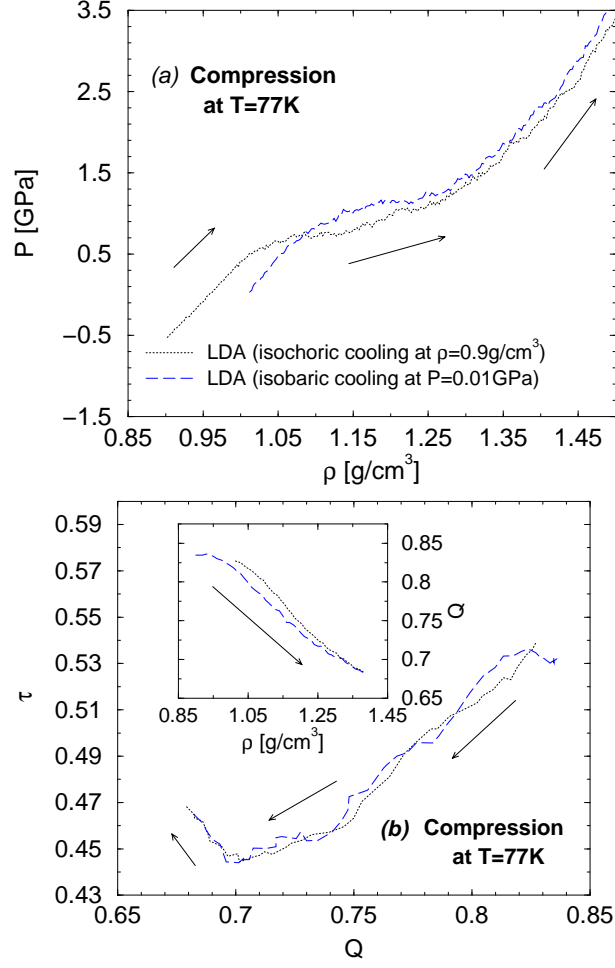 3.5
2.5
1.5
0.5
−0.5
−1.5
P [GPa]
(a) Compression
at T=77K
LDA (isochoric cooling at ρ=0.9g/cm³)
LDA (isobaric cooling at P=0.01GPa)
0.85 0.95 1.05 1.15 1.25 1.35 1.45
ρ [g/cm³]
0.59
0.57
0.55
0.53
0.51
0.49
0.47
0.45
0.43
τ
0.85
0.8
0.75
0.7
0.65
Q
0.85 1.05 1.25 1.45
ρ [g/cm³]
(b) Compression
at T=77K
0.65 0.7 0.75 0.8 0.85
Q